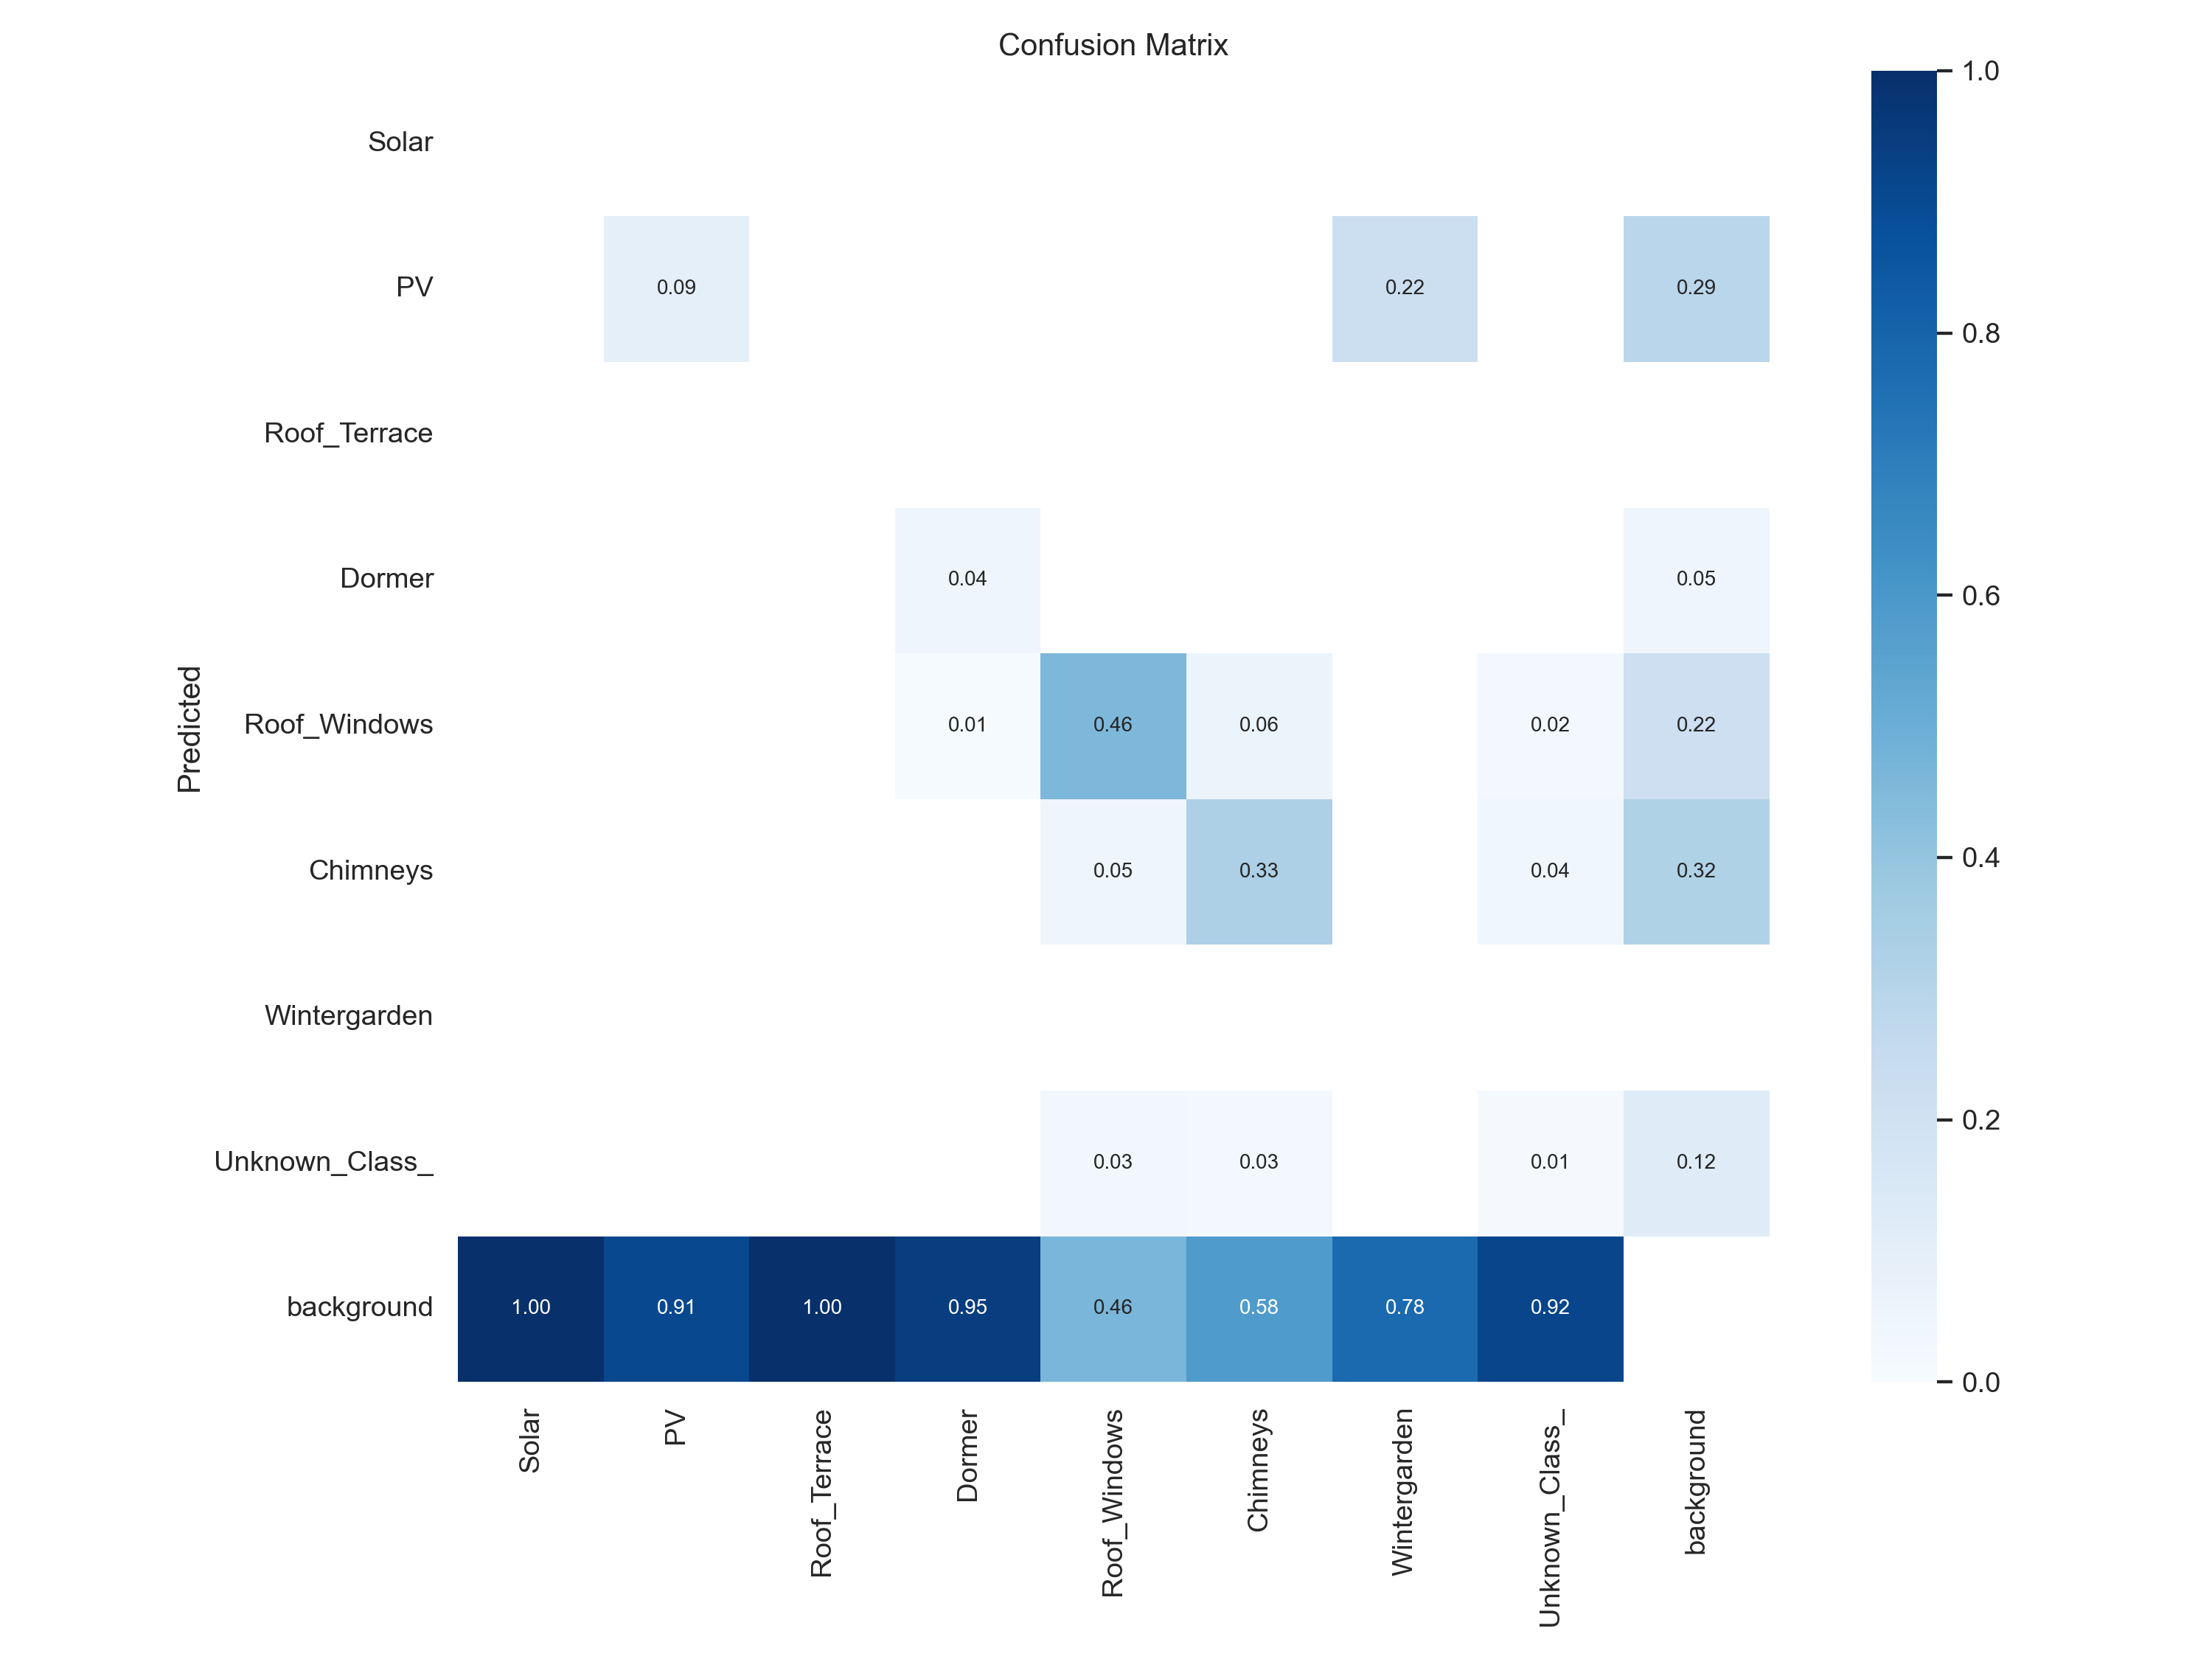 Confusion Matrix
1.0
Solar
PV 0.09 0.22 0.29
0.8
Roof_Terrace
Dormer 0.04 0.05
0.6
Predicted
Roof_Windows 0.01 0.46 0.06 0.02 0.22
Chimneys 0.05 0.33 0.04 0.32
0.4
Wintergarden
Unknown_Class_ 0.03 0.03 0.01 0.12
0.2
background 1.00 0.91 1.00 0.95 0.46 0.58 0.78 0.92
0.0
Solar
PV
Roof_Terrace
Dormer
Roof_Windows
Chimneys
Wintergarden
Unknown_Class_
background